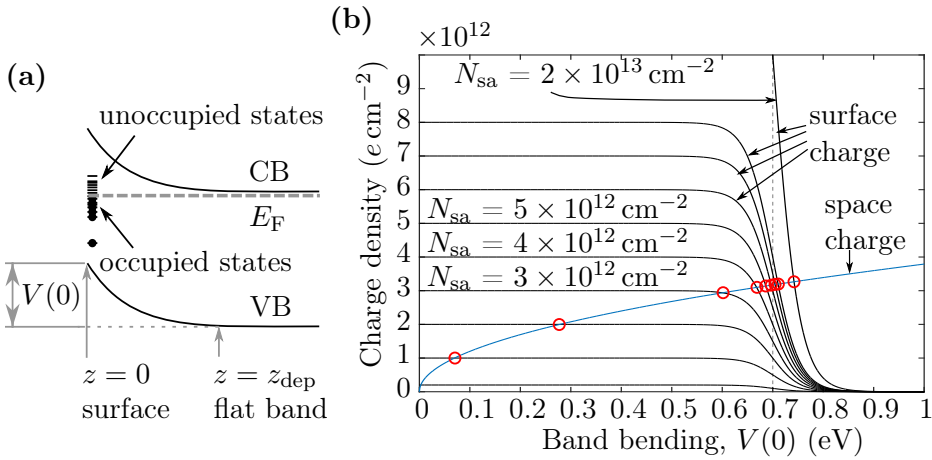 (a)
unoccupied states
CB
E_F
occupied states
V(0)
VB
z = 0
surface
z = z_dep
flat band
(b)
×10^12
Charge density (e cm^−2)
9
8
7
6
5
4
3
2
1
0
N_sa = 2 × 10^13 cm^−2
surface
charge
N_sa = 5 × 10^12 cm^−2
N_sa = 4 × 10^12 cm^−2
N_sa = 3 × 10^12 cm^−2
space
charge
0 0.1 0.2 0.3 0.4 0.5 0.6 0.7 0.8 0.9 1
Band bending, V(0) (eV)